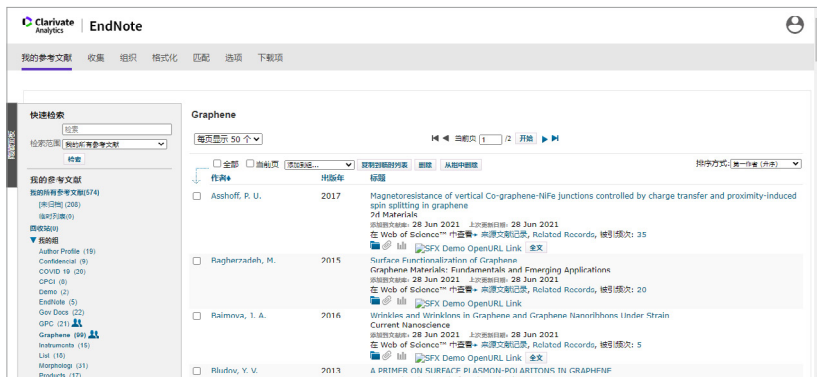 Clarivate
Analytics
EndNote
我的参考文献 收集 组织 格式化 匹配 选项 下载项
快速检索
检索
检索范围 我的所有参考文献
检索
我的参考文献
我的所有参考文献(574)
[未归档] (208)
临时列表(0)
回收站(0)
▼ 我的组
Author Profile (19)
Confidencial (9)
COVID 19 (20)
CPCI (8)
Demo (2)
EndNote (5)
Gov Docs (22)
GPC (21)
Graphene (99)
Instruments (15)
List (18)
Morphologi (31)
Products (17)
Graphene
每页显示 50 个
当前页 1 /2 开始
全部 当前页 添加到组... 复制到临时列表 删除 从组中删除
排序方式: 第一作者 (升序)
作者 出版年 标题
Asshoff, P. U. 2017 Magnetoresistance of vertical Co-graphene-NiFe junctions controlled by charge transfer and proximity-induced
spin splitting in graphene
2d Materials
添加到文献库: 28 Jun 2021 上次更新日期: 28 Jun 2021
在 Web of Science™ 中查看➔ 来源文献记录, Related Records, 被引频次: 35
SFX Demo OpenURL Link 全文
Bagherzadeh, M. 2015 Surface Functionalization of Graphene
Graphene Materials: Fundamentals and Emerging Applications
添加到文献库: 28 Jun 2021 上次更新日期: 28 Jun 2021
在 Web of Science™ 中查看➔ 来源文献记录, Related Records, 被引频次: 20
SFX Demo OpenURL Link
Baimova, J. A. 2016 Wrinkles and Wrinklons in Graphene and Graphene Nanoribbons Under Strain
Current Nanoscience
添加到文献库: 28 Jun 2021 上次更新日期: 28 Jun 2021
在 Web of Science™ 中查看➔ 来源文献记录, Related Records, 被引频次: 5
SFX Demo OpenURL Link 全文
Bludov, Y. V. 2013 A PRIMER ON SURFACE PLASMON-POLARITONS IN GRAPHENE